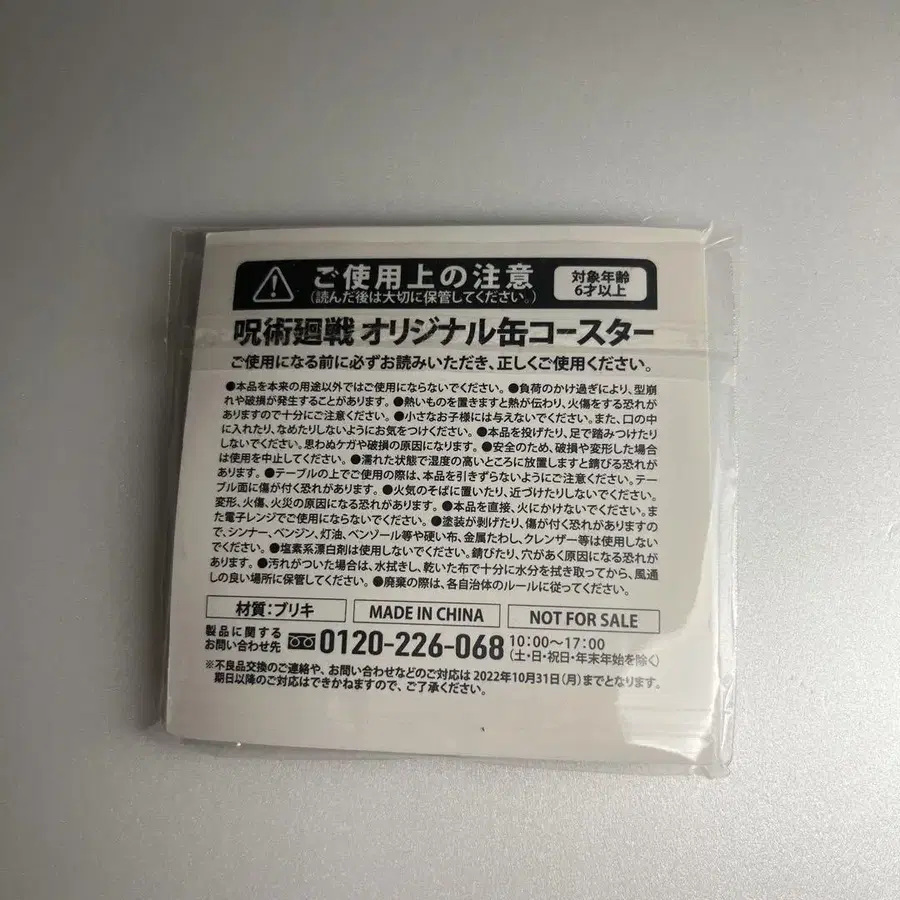 ご使用上の注意
(読んだ後は大切に保管してください。)
対象年齢
6才以上
呪術廻戦 オリジナル缶コースター
ご使用になる前に必ずお読みいただき、正しくご使用ください。
●本品を本来の用途以外ではご使用にならないでください。●負荷のかけ過ぎにより、型崩
れや破損が発生することがあります。●熱いものを置きますと熱が伝わり、火傷をする恐れが
ありますので十分にご注意ください。●小さなお子様には与えないでください。また、口の中
に入れたり、なめたりしないようにお気をつけください。●本品を投げたり、足で踏みつけたり
しないでください。思わぬケガや破損の原因になります。●安全のため、破損や変形した場合
は使用を中止してください。●濡れた状態で湿度の高いところに放置しますと錆びる恐れが
あります。●テーブルの上でご使用の際は、本品を引きずらないようにご注意ください。テー
ブル面に傷が付く恐れがあります。●火気のそばに置いたり、近づけたりしないでください。
変形、火傷、火災の原因になる恐れがあります。●本品を直接、火にかけないでください。ま
た電子レンジでご使用にならないでください。●塗装が剥げたり、傷が付く恐れがありますの
で、シンナー、ベンジン、灯油、ベンゾール等や硬い布、金属たわし、クレンザー等は使用しない
でください。●塩素系漂白剤は使用しないでください。錆びたり、穴があく原因になる恐れが
あります。●汚れがついた場合は、水拭きし、乾いた布で十分に水分を拭き取ってから、風通
しの良い場所に保管してください。●廃棄の際は、各自治体のルールに従ってください。
材質:ブリキ
MADE IN CHINA
NOT FOR SALE
製品に関する
お問い合わせ先
0120-226-068
10:00～17:00
(土・日・祝日・年末年始を除く)
※不良品交換のご連絡や、お問い合わせなどのご対応は 2022年10月31日(月)までとなります。
期日以降のご対応はできかねますので、ご了承ください。